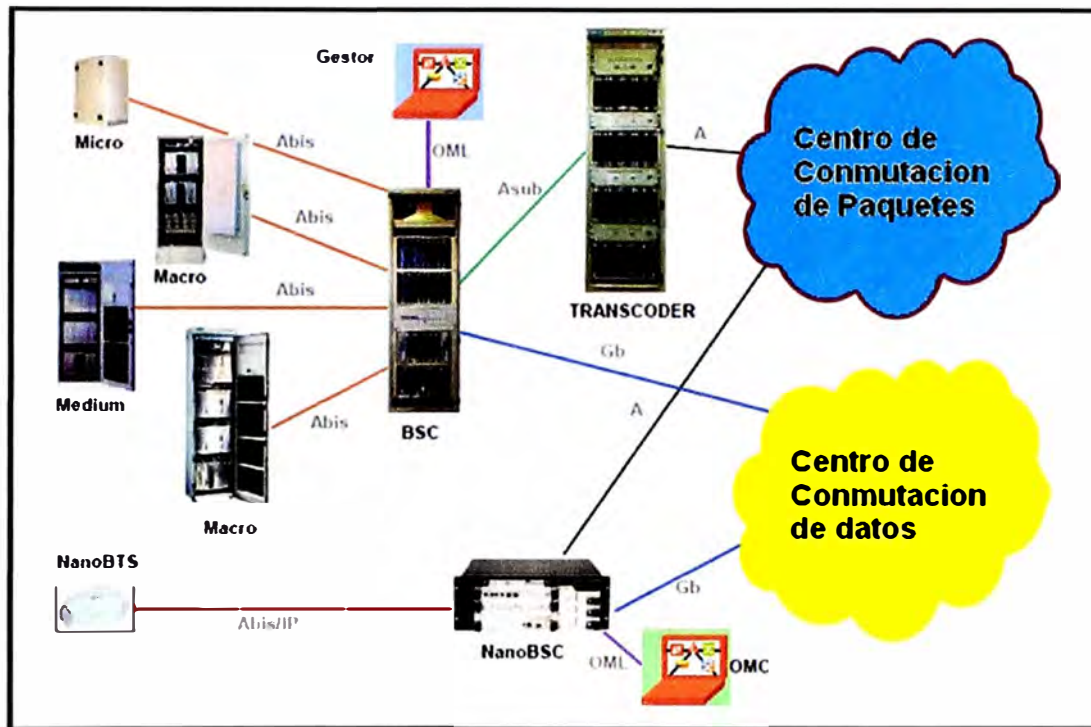 Gestor
Micro
Abis
OML
A
Centro de
Conmutacion
de Paquetes
Asub
Abis
Macro
Abis
TRANSCODER
Gb
Medium
Abis
BSC
A
Macro
Centro de
Conmutacion
de datos
NanoBTS
Abis/IP
NanoBSC
Gb
OML
OMC